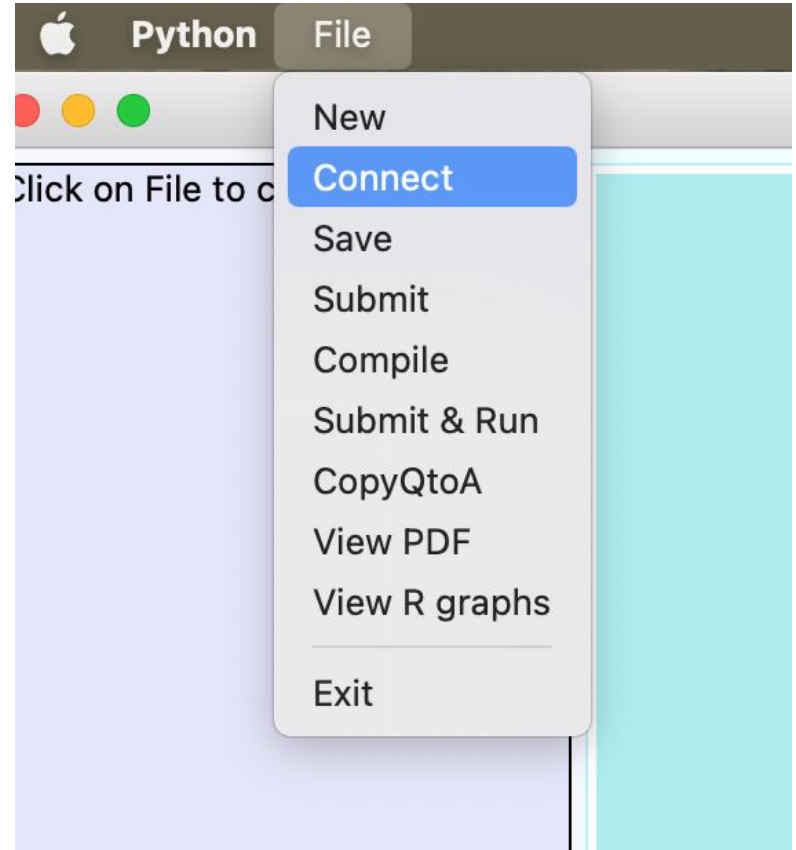 Python File
New
Connect
Click on File to c
Save
Submit
Compile
Submit & Run
CopyQtoA
View PDF
View R graphs
Exit